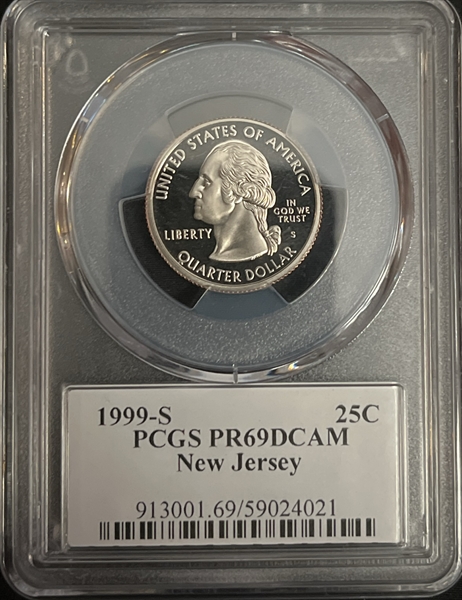 UNITED STATES OF AMERICA
IN
GOD WE
TRUST
LIBERTY
S
QUARTER DOLLAR
1999-S 25C
PCGS PR69DCAM
New Jersey
913001.69/59024021